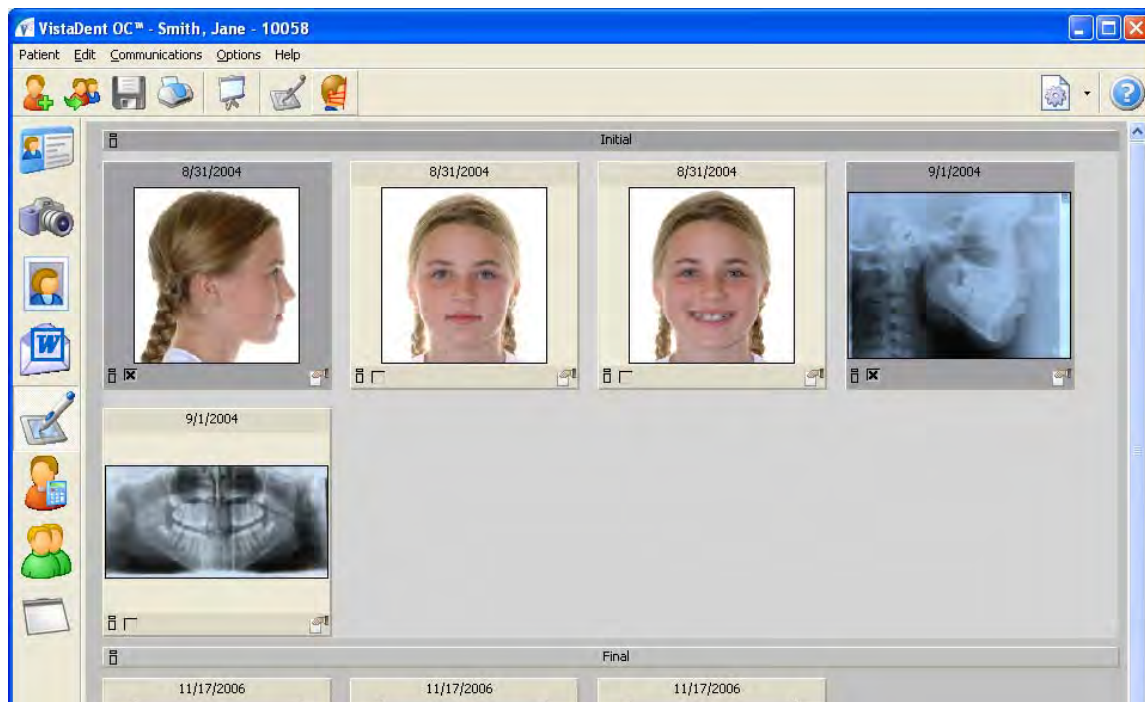 VistaDent OC™ - Smith, Jane - 10058
Patient Edit Communications Options Help
Initial
8/31/2004 8/31/2004 8/31/2004 9/1/2004
W
9/1/2004
Final
11/17/2006 11/17/2006 11/17/2006